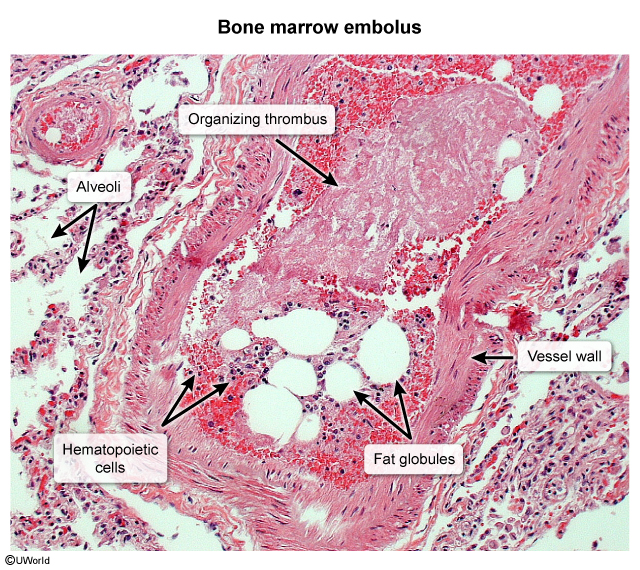 Bone marrow embolus
Organizing thrombus
Alveoli
Vessel wall
Hematopoietic
cells
Fat globules
©UWorld